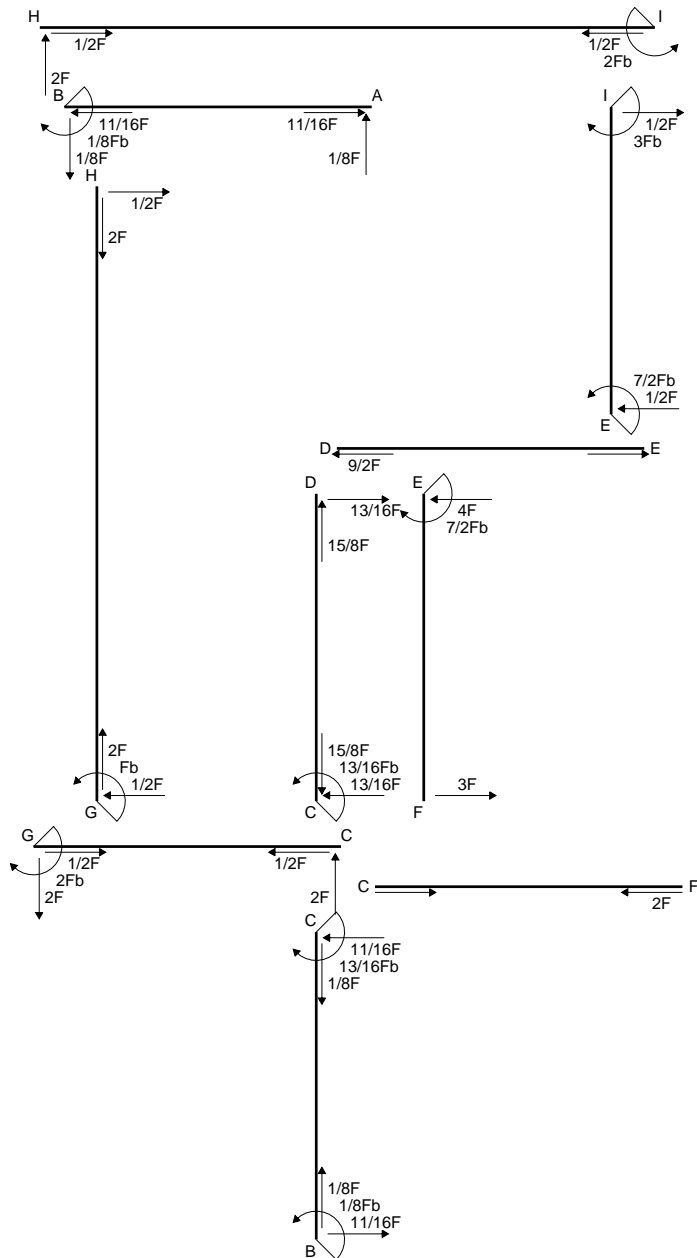 H I
1/2F 1/2F
2Fb
2F
B A I
11/16F 11/16F 1/2F
1/8Fb 3Fb
1/8F 1/8F
H
1/2F
2F
7/2Fb
1/2F
E
D E
9/2F
D E
13/16F 4F
7/2Fb
15/8F
2F 15/8F
Fb 13/16Fb
1/2F 13/16F 3F
G C F
G C
1/2F 1/2F
2Fb
2F 2F
C F
2F
C
11/16F
13/16Fb
1/8F
1/8F
1/8Fb
11/16F
B